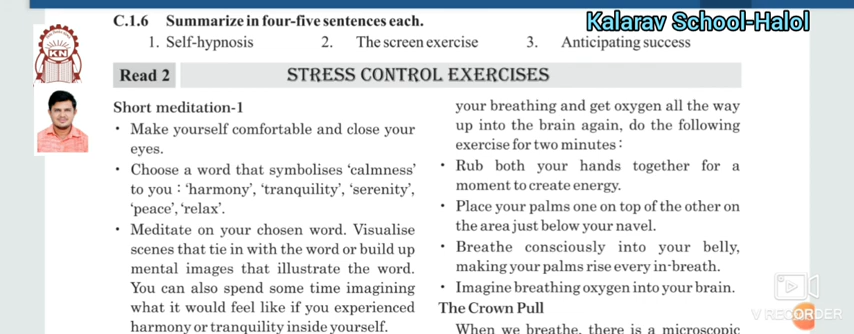 C.1.6 Summarize in four-five sentences each.
Kalarav School-Halol
1. Self-hypnosis 2. The screen exercise 3. Anticipating success
KN
Read 2 STRESS CONTROL EXERCISES
Short meditation-1
• Make yourself comfortable and close your
eyes.
• Choose a word that symbolises ‘calmness’
to you : ‘harmony’, ‘tranquility’, ‘serenity’,
‘peace’, ‘relax’.
• Meditate on your chosen word. Visualise
scenes that tie in with the word or build up
mental images that illustrate the word.
You can also spend some time imagining
what it would feel like if you experienced
harmony or tranquility inside yourself.
your breathing and get oxygen all the way
up into the brain again, do the following
exercise for two minutes :
• Rub both your hands together for a
moment to create energy.
• Place your palms one on top of the other on
the area just below your navel.
• Breathe consciously into your belly,
making your palms rise every in-breath.
• Imagine breathing oxygen into your brain.
The Crown Pull
When we breathe, there is a microscopic
V RECORDER